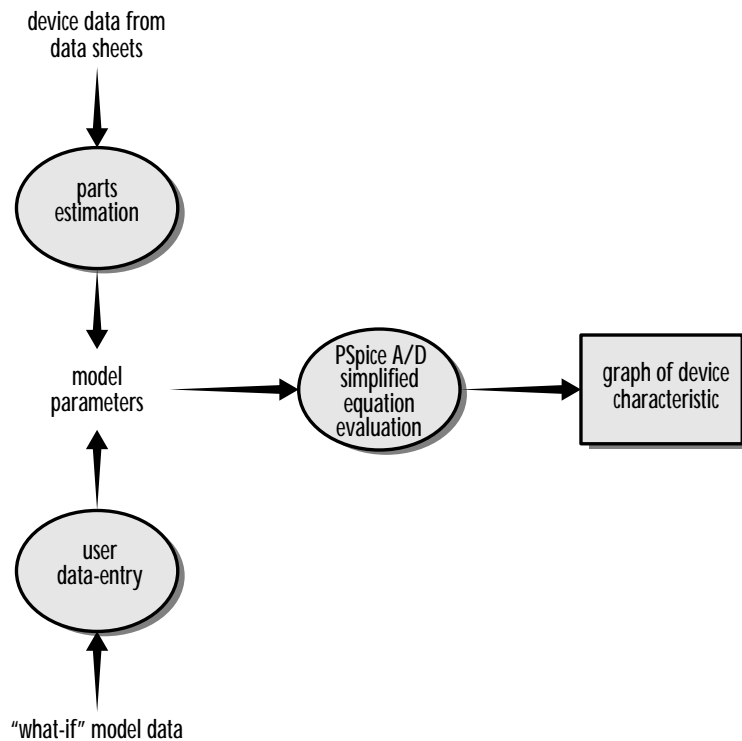 device data from
data sheets
parts
estimation
model
parameters
PSpice A/D
simplified
equation
evaluation
graph of device
characteristic
user
data-entry
“what-if” model data